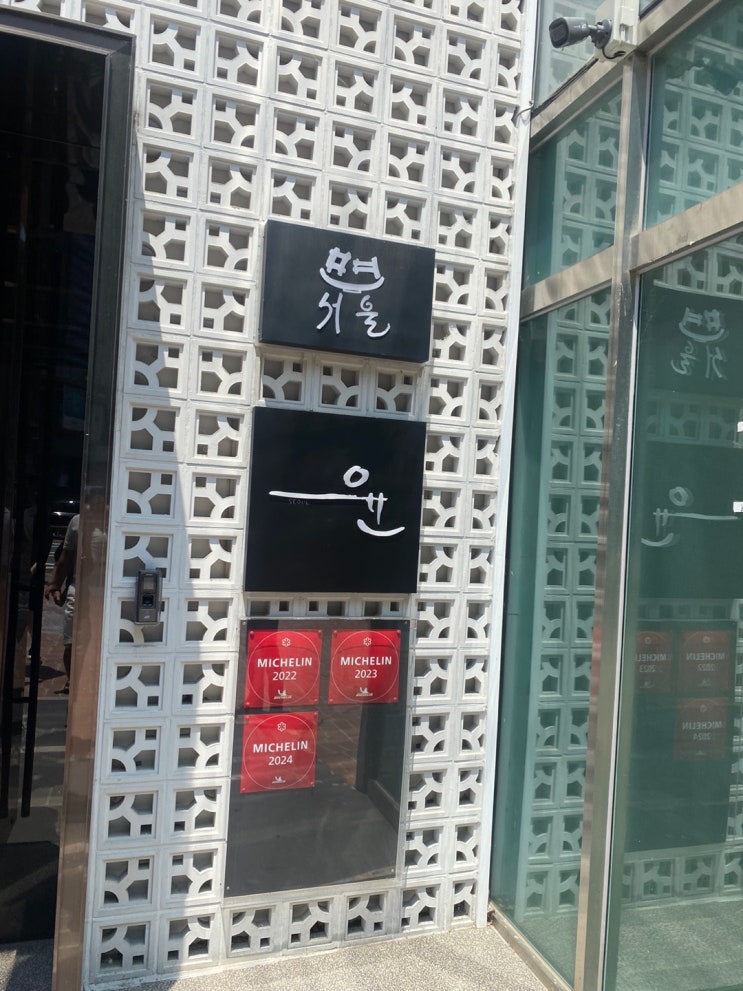 면
서울
윤
SEOUL
MICHELIN
2022
MICHELIN
2023
MICHELIN
2024